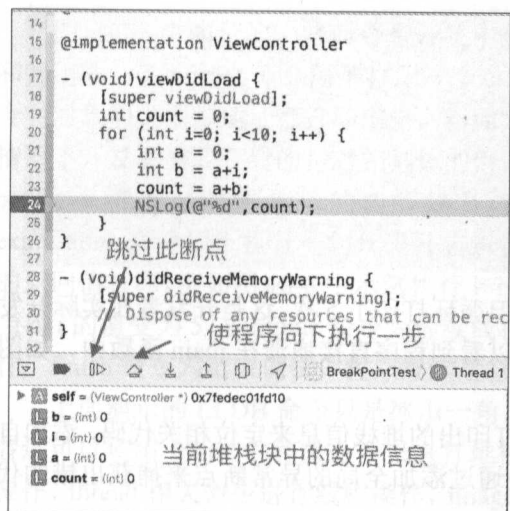 14
15 @implementation ViewController
16
17 - (void)viewDidLoad {
18 [super viewDidLoad];
19 int count = 0;
20 for (int i=0; i<10; i++) {
21 int a = 0;
22 int b = a+i;
23 count = a+b;
24 NSLog(@"%d",count);
25 }
26 }
27 跳过此断点
28 - (void)didReceiveMemoryWarning {
29 [super didReceiveMemoryWarning];
30 Dispose of any resources that can be rec
31 } 使程序向下执行一步
32
BreakPointTest Thread 1
self = (ViewController *) 0x7fedec01fd10
b = (int) 0
i = (int) 0
a = (int) 0
当前堆栈块中的数据信息
count = (int) 0